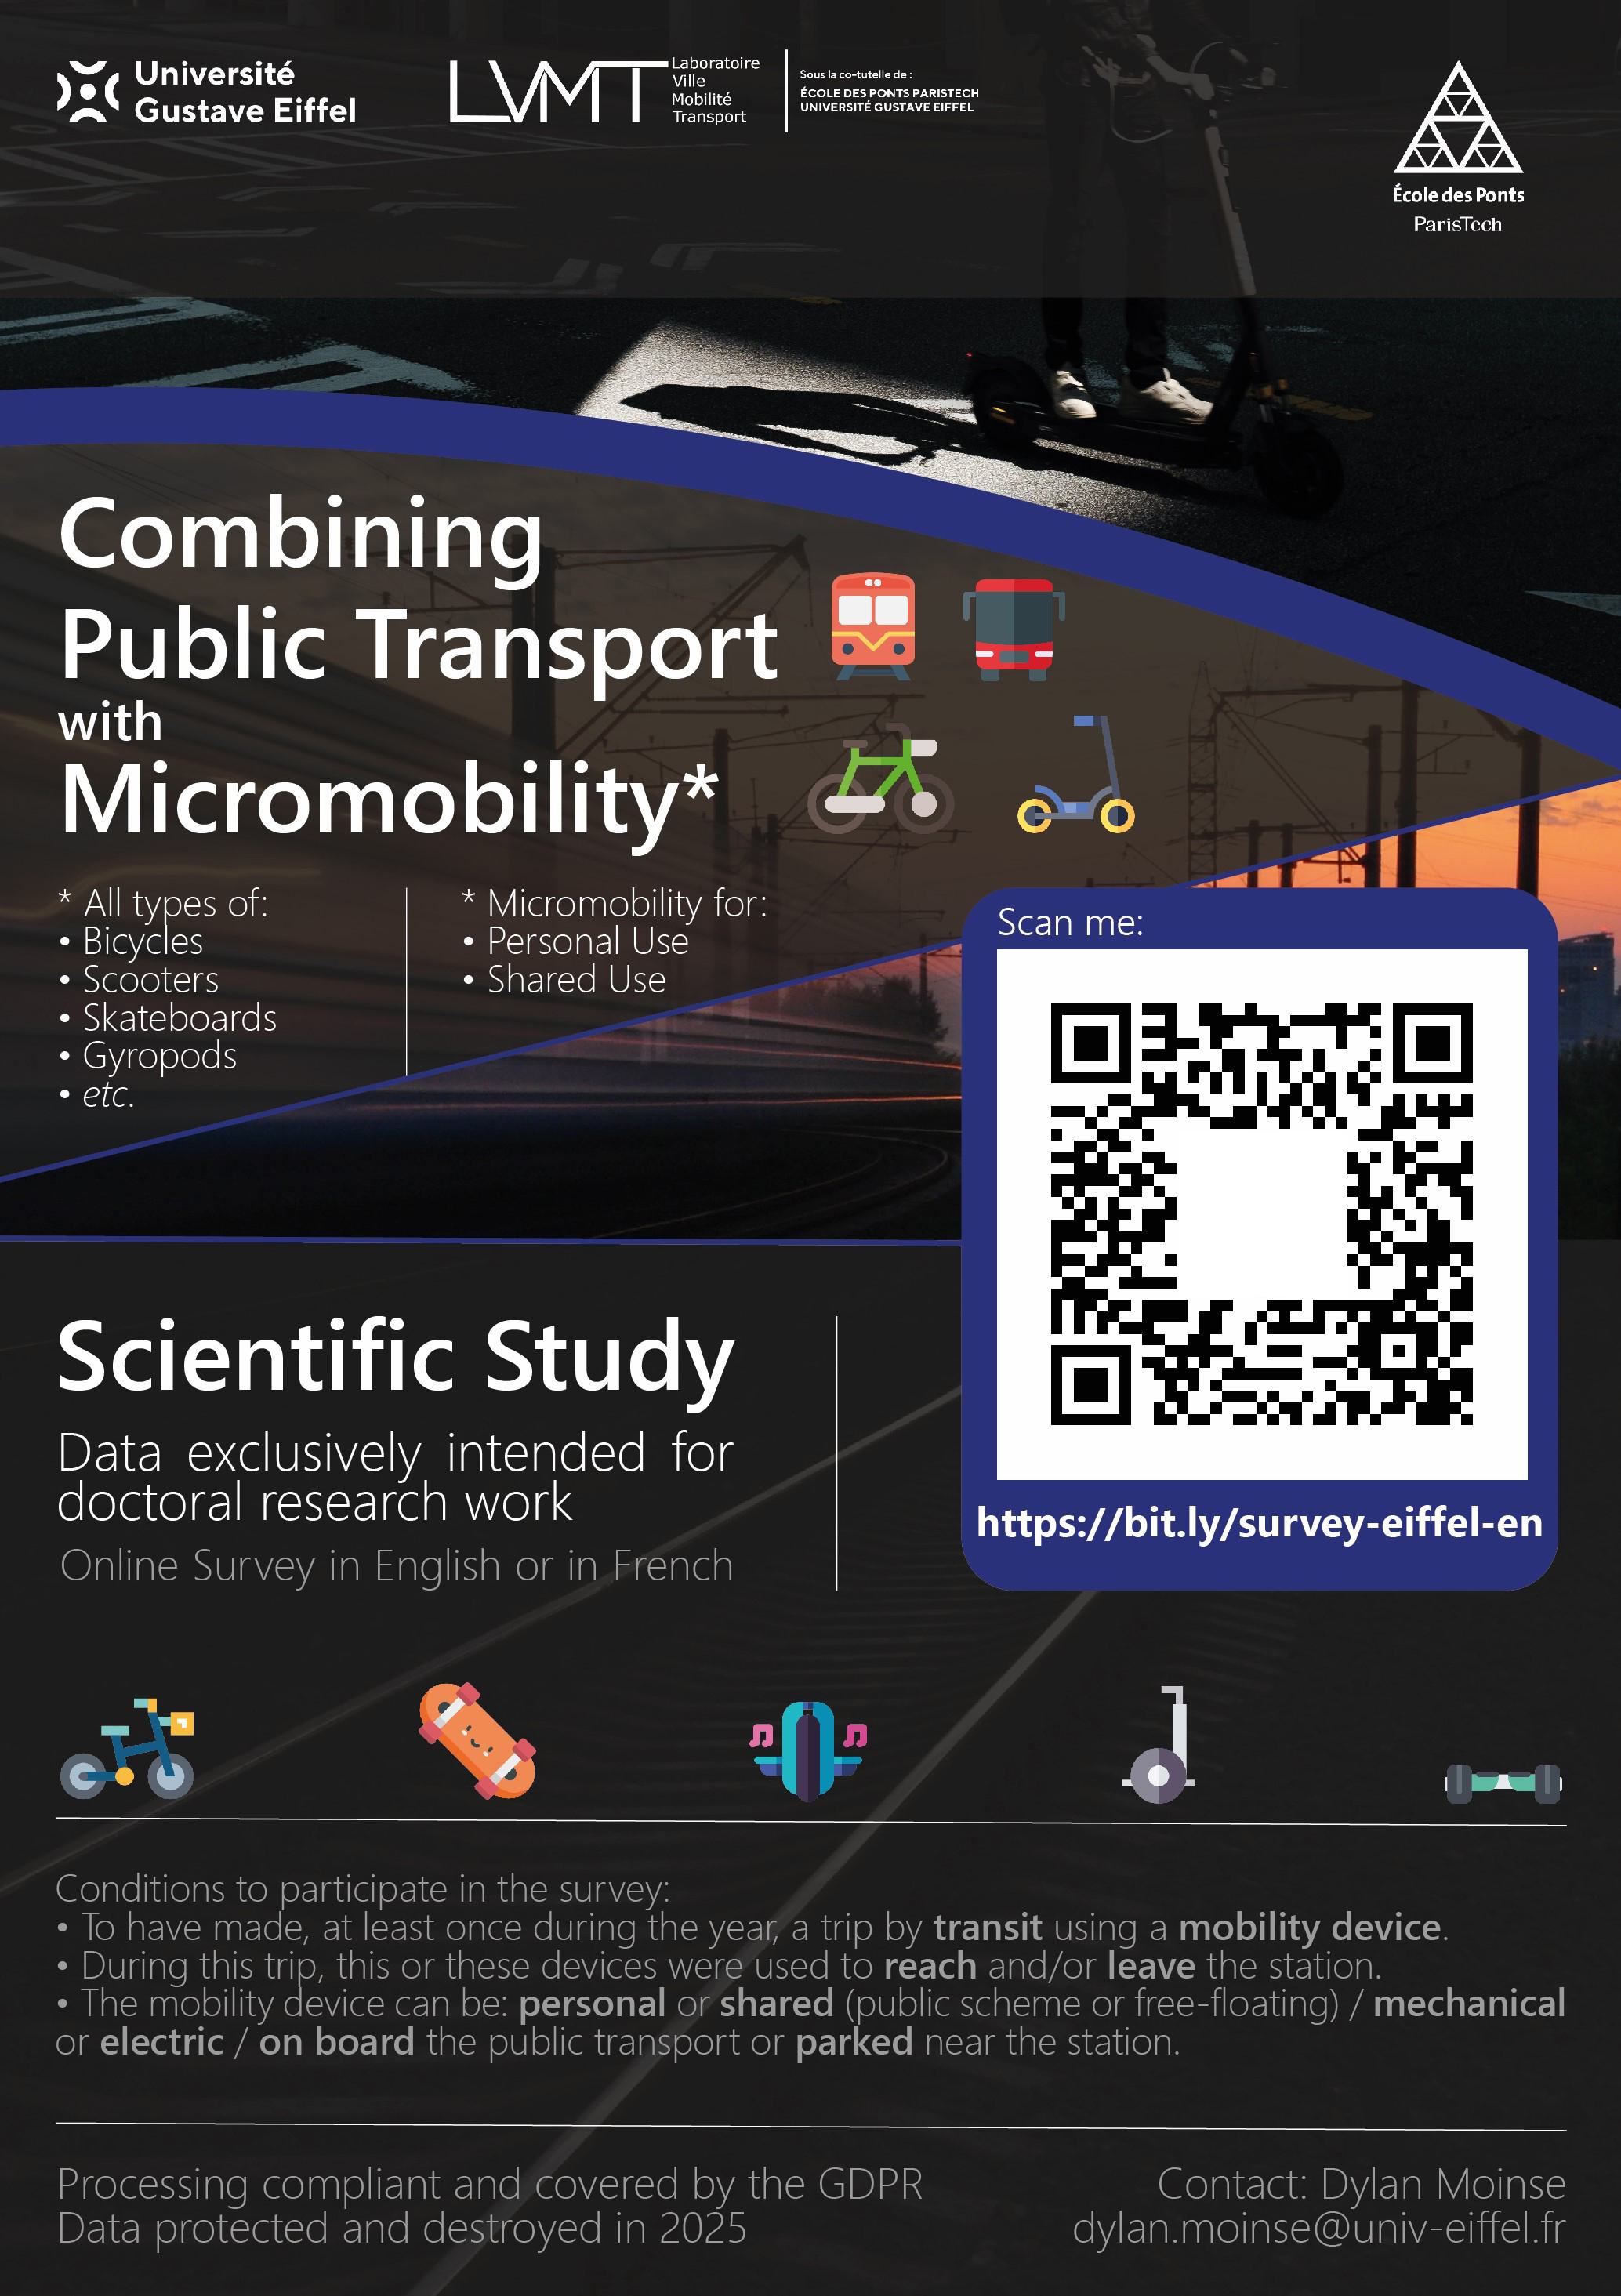 Université
Gustave Eiffel
LVMT
Laboratoire
Ville
Mobilité
Transport
Sous la co-tutelle de :
ÉCOLE DES PONTS PARISTECH
UNIVERSITÉ GUSTAVE EIFFEL
École des Ponts
ParisTech
Combining
Public Transport
with
Micromobility*
* All types of:
• Bicycles
• Scooters
• Skateboards
• Gyropods
• etc.
* Micromobility for:
• Personal Use
• Shared Use
Scan me:
https://bit.ly/survey-eiffel-en
Scientific Study
Data exclusively intended for
doctoral research work
Online Survey in English or in French
Conditions to participate in the survey:
• To have made, at least once during the year, a trip by transit using a mobility device.
• During this trip, this or these devices were used to reach and/or leave the station.
• The mobility device can be: personal or shared (public scheme or free-floating) / mechanical
or electric / on board the public transport or parked near the station.
Processing compliant and covered by the GDPR
Data protected and destroyed in 2025
Contact: Dylan Moinse
dylan.moinse@univ-eiffel.fr